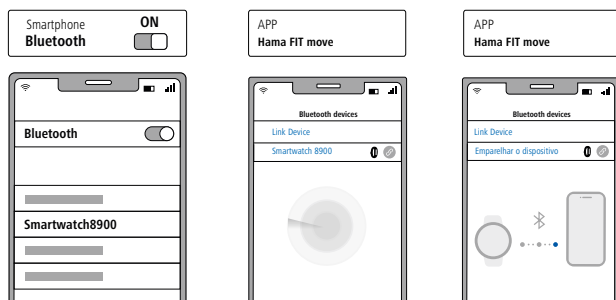 Smartphone
Bluetooth
ON
Bluetooth
Smartwatch8900
APP
Hama FIT move
Bluetooth devices
Link Device
Smartwatch 8900
APP
Hama FIT move
Bluetooth devices
Link Device
Emparelhar o dispositivo